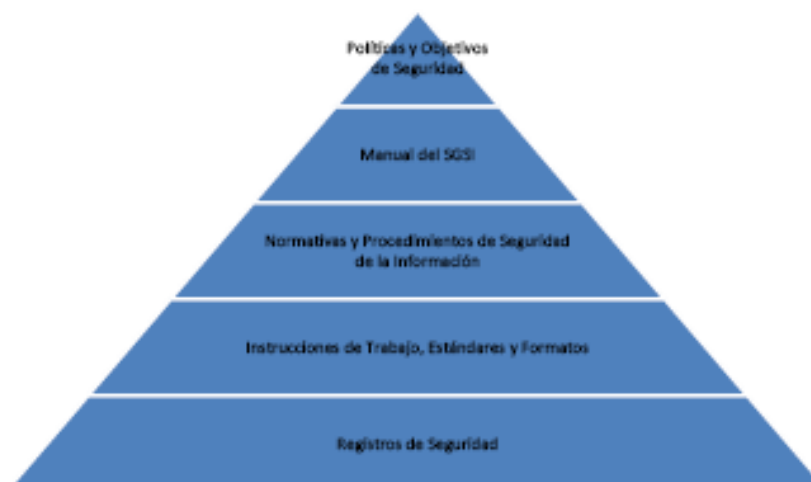 Políticas y Objetivos
de Seguridad
Manual del SGSI
Normativas y Procedimientos de Seguridad
de la Información
Instrucciones de Trabajo, Estándares y Formatos
Registros de Seguridad